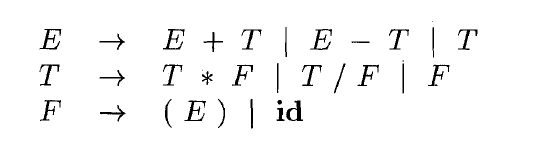 E → E + T | E − T | T
T → T * F | T / F | F
F → ( E ) | id